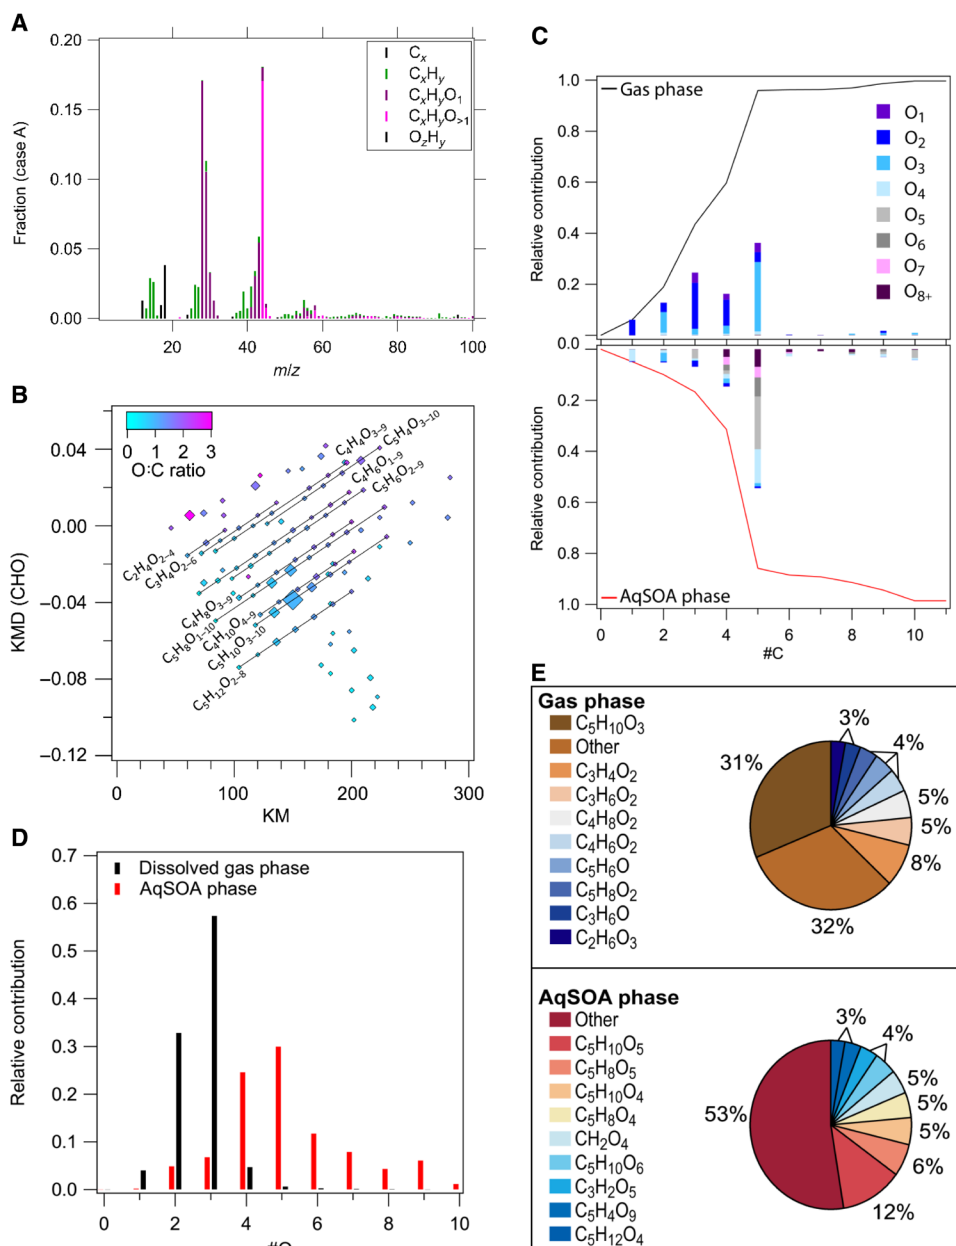 A
0.20
0.15
0.10
0.05
0.00
Fraction (case A)
20
40
60
80
100
m/z
CₓHᵧ
CₓHᵧO₁
CₓHᵧO>₁
Cₓ
O_zHᵧ
B
0.04
0.00
−0.04
−0.08
−0.12
KMD (CHO)
0
100
200
300
KM
0 1 2 3
O:C ratio
C₄H₄O₃₋₉
C₅H₄O₃₋₁₀
C₄H₆O₁₋₉
C₅H₆O₂₋₉
C₂H₄O₂₋₄
C₃H₄O₂₋₆
C₄H₈O₃₋₉
C₅H₈O₁₋₁₀
C₄H₁₀O₄₋₉
C₅H₁₀O₃₋₁₀
C₅H₁₂O₂₋₈
C
1.0
0.8
0.6
0.4
0.2
0.0
Relative contribution
Gas phase
O₁
O₂
O₃
O₄
O₅
O₆
O₇
O₈₊
0.0
0.2
0.4
0.6
0.8
1.0
Relative contribution
AqSOA phase
0
2
4
6
8
10
#C
D
0.7
0.6
0.5
0.4
0.3
0.2
0.1
0.0
Relative contribution
Dissolved gas phase
AqSOA phase
0
2
4
6
8
10
E
Gas phase
C₅H₁₀O₃
Other
C₃H₄O₂
C₃H₆O₂
C₄H₈O₂
C₄H₆O₂
C₅H₆O
C₅H₈O₂
C₃H₆O
C₂H₆O₃
3%
4%
5%
5%
8%
32%
31%
AqSOA phase
Other
C₅H₁₀O₅
C₅H₈O₅
C₅H₁₀O₄
C₅H₈O₄
CH₂O₄
C₅H₁₀O₆
C₃H₂O₅
C₅H₄O₉
C₅H₁₂O₄
3%
4%
5%
5%
5%
6%
12%
53%